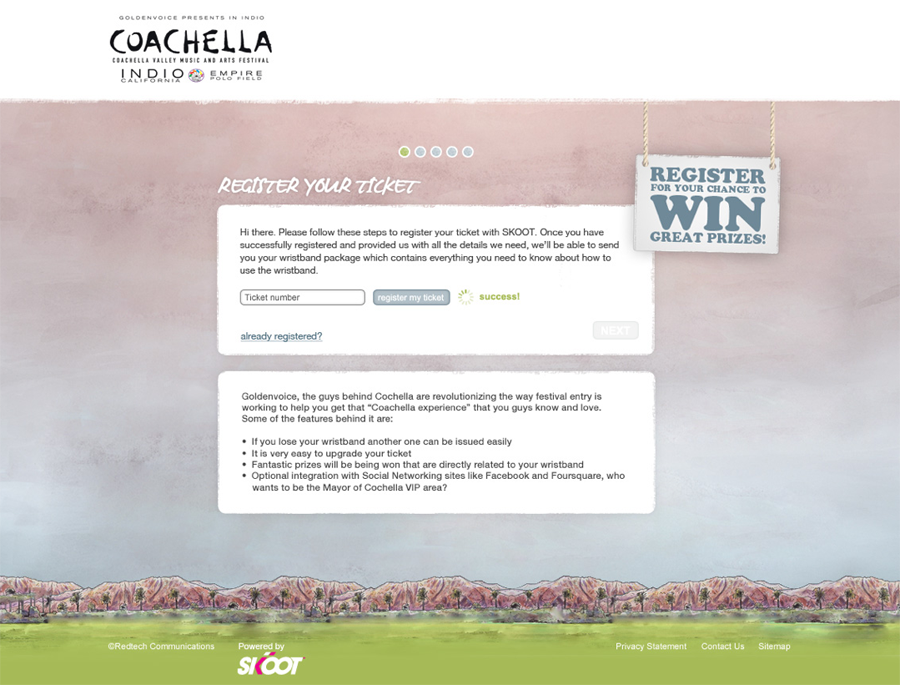 GOLDENVOICE PRESENTS IN INDIO
COACHELLA
COACHELLA VALLEY MUSIC AND ARTS FESTIVAL
INDIO EMPIRE
CALIFORNIA POLO FIELD
REGISTER
FOR YOUR CHANCE TO
WIN
GREAT PRIZES!
REGISTER YOUR TICKET
Hi there. Please follow these steps to register your ticket with SKOOT. Once you have
successfully registered and provided us with all the details we need, we'll be able to send
you your wristband package which contains everything you need to know about how to
use the wristband.
Ticket number register my ticket success!
NEXT
already registered?
Goldenvoice, the guys behind Cochella are revolutionizing the way festival entry is
working to help you get that “Coachella experience” that you guys know and love.
Some of the features behind it are:
• If you lose your wristband another one can be issued easily
• It is very easy to upgrade your ticket
• Fantastic prizes will be being won that are directly related to your wristband
• Optional integration with Social Networking sites like Facebook and Foursquare, who
wants to be the Mayor of Cochella VIP area?
©Redtech Communications Powered by Privacy Statement Contact Us Sitemap
SKOOT